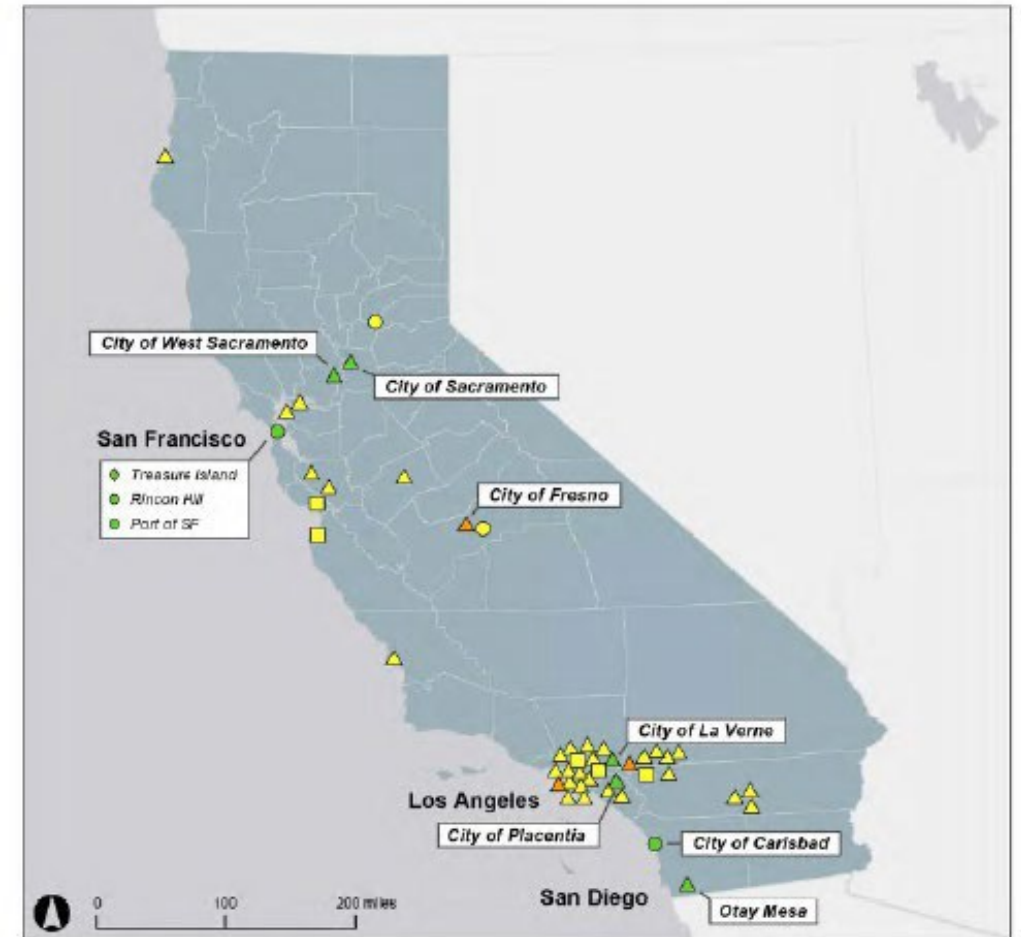 City of West Sacramento
City of Sacramento
San Francisco
Treasure Island
Rincon Hill
Port of SF
City of Fresno
City of La Verne
Los Angeles
City of Placentia
City of Carlsbad
San Diego
Otay Mesa
0 100 200 miles